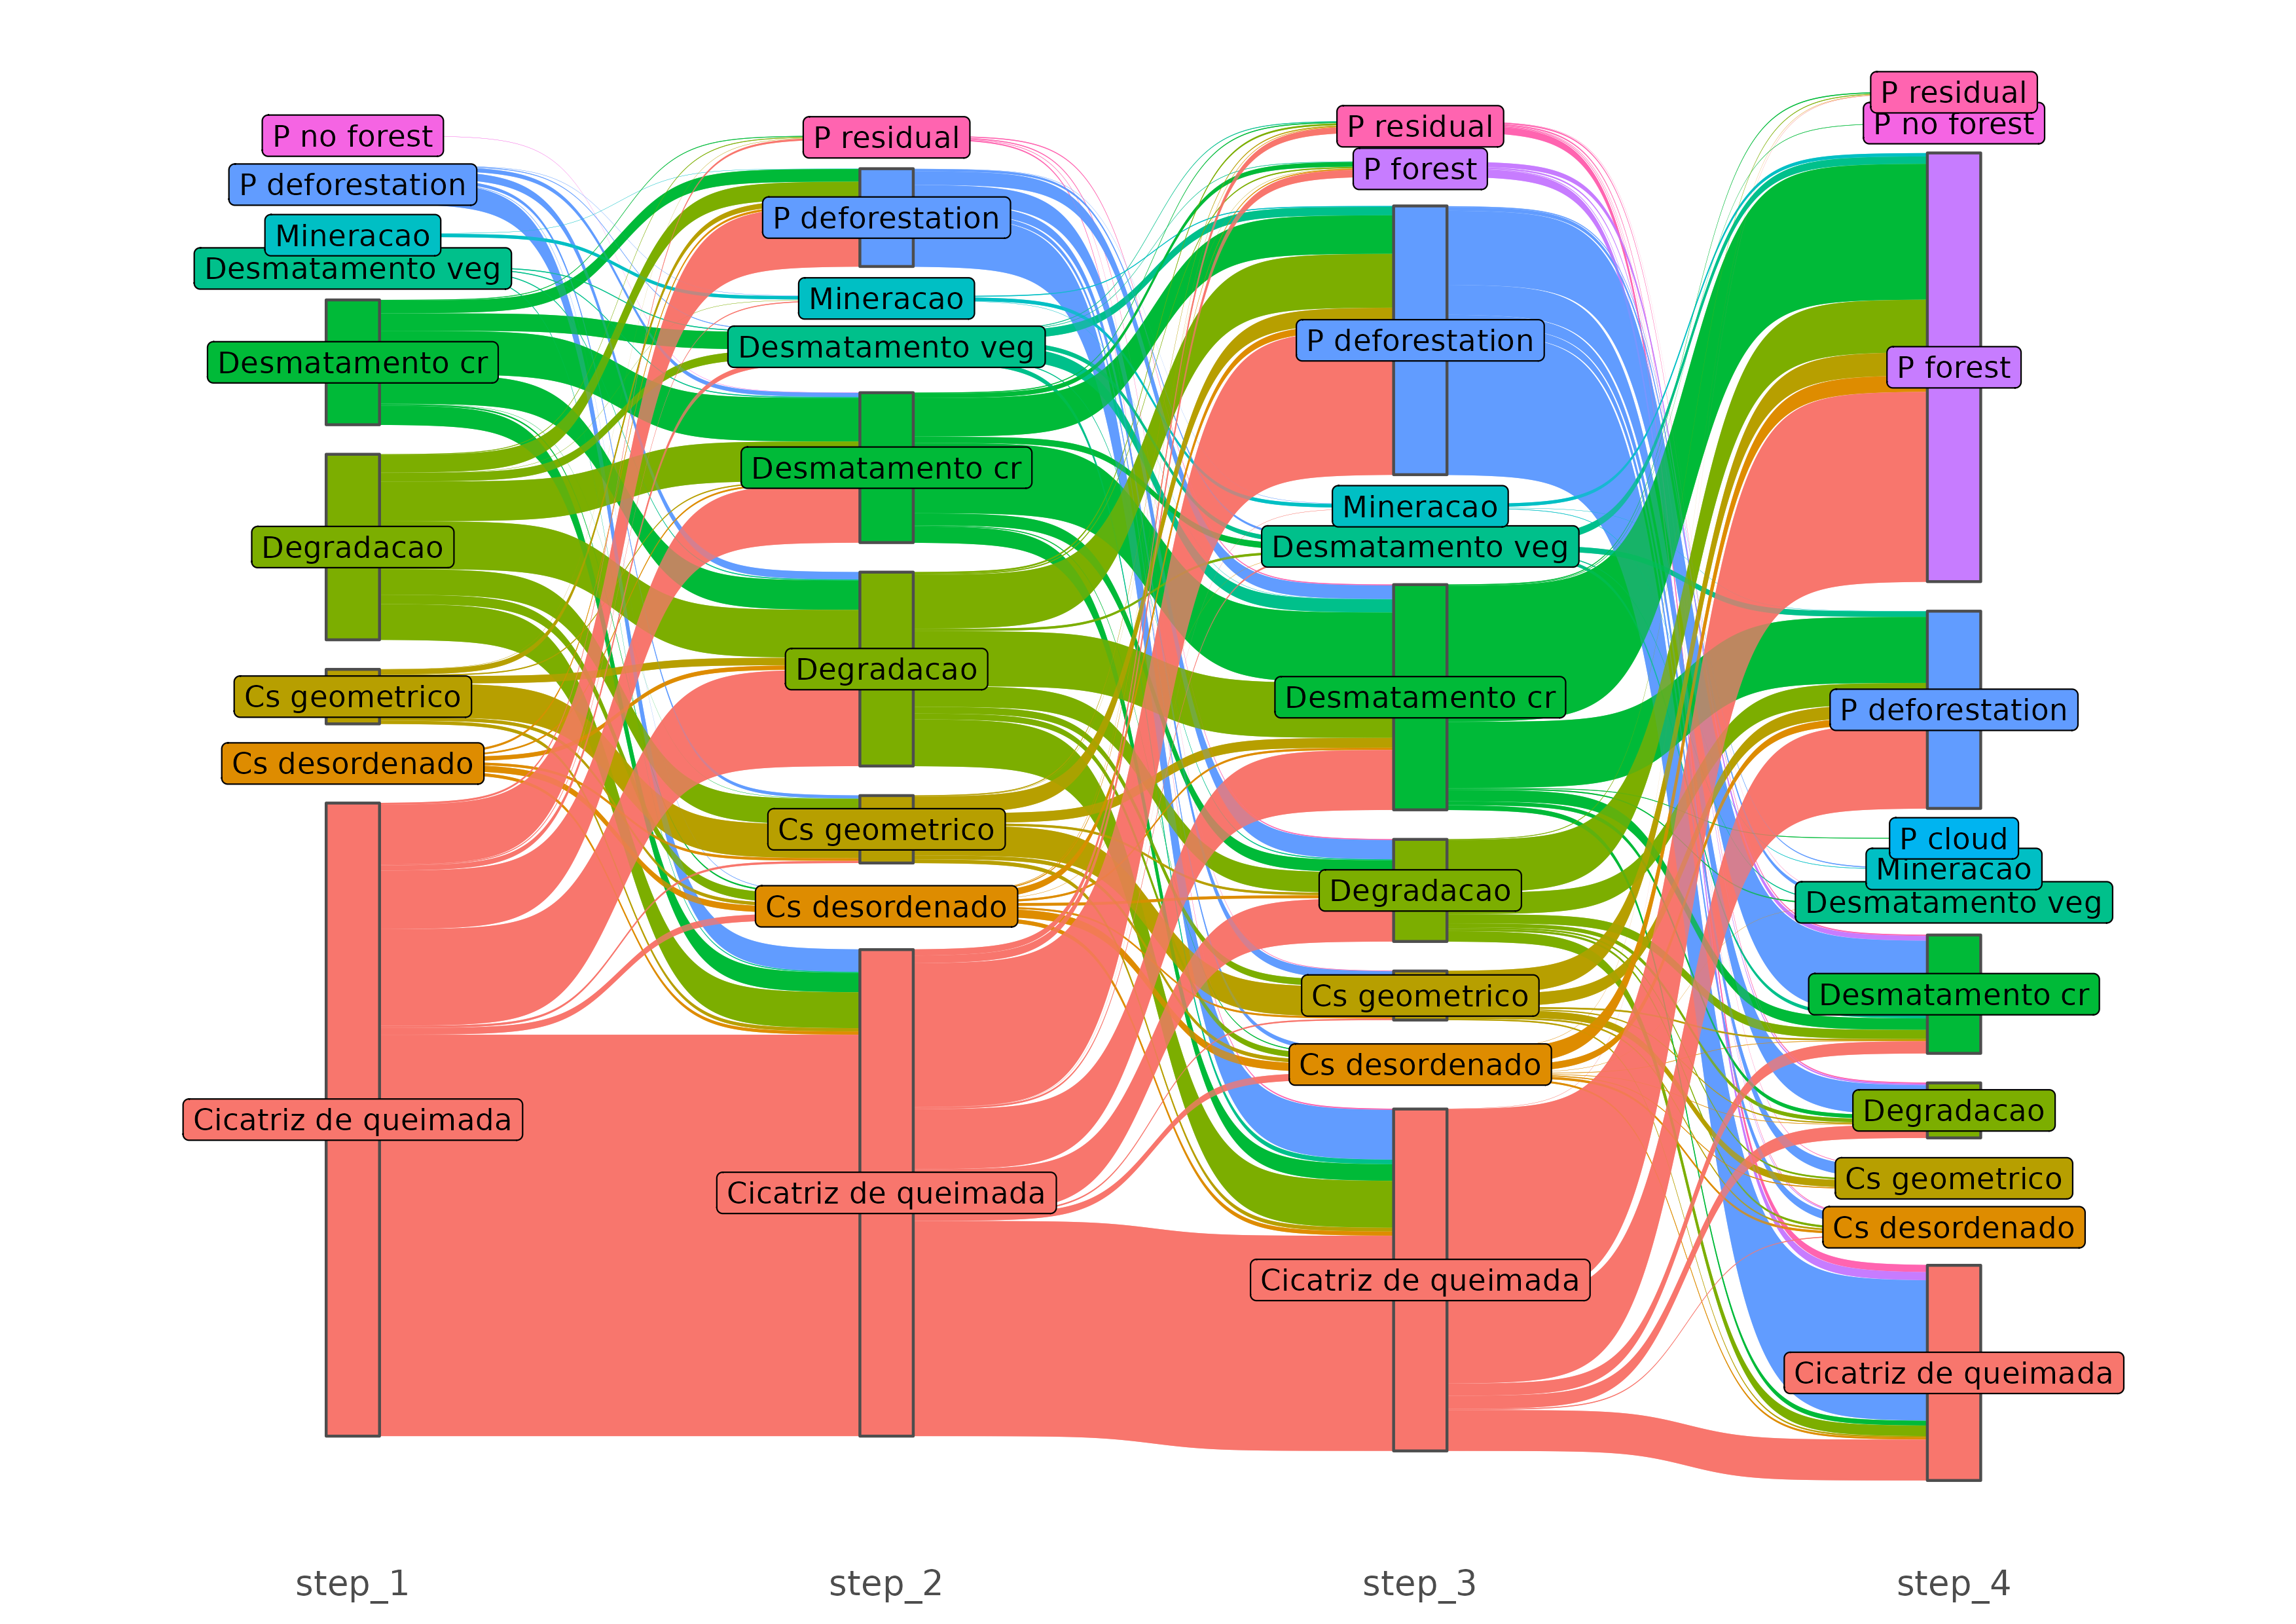 P no forest
P deforestation
Mineracao
Desmatamento veg
Desmatamento cr
Degradacao
Cs geometrico
Cs desordenado
Cicatriz de queimada
step_1
P residual
P deforestation
Mineracao
Desmatamento veg
Desmatamento cr
Degradacao
Cs geometrico
Cs desordenado
Cicatriz de queimada
step_2
P residual
P forest
P deforestation
Mineracao
Desmatamento veg
Desmatamento cr
Degradacao
Cs geometrico
Cs desordenado
Cicatriz de queimada
step_3
P residual
P no forest
P forest
P deforestation
P cloud
Mineracao
Desmatamento veg
Desmatamento cr
Degradacao
Cs geometrico
Cs desordenado
Cicatriz de queimada
step_4